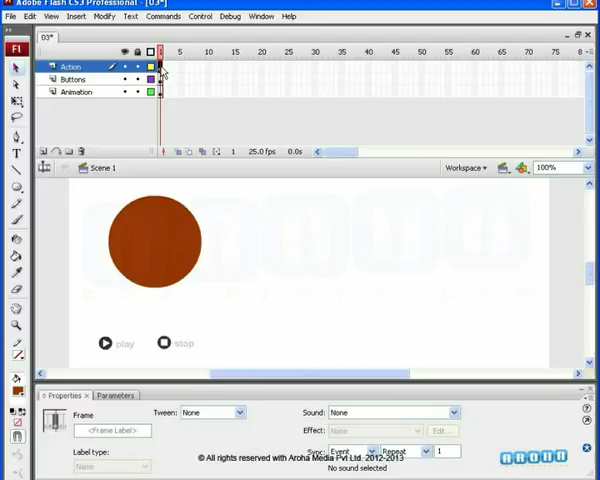 Adobe Flash CS3 Professional - [03*]
File Edit View Insert Modify Text Commands Control Debug Window Help
03*
5 10 15 20 25 30 35 40 45 50 55 60 65 70 75 8
Action
Buttons
Animation
1 25.0 fps 0.0s
Scene 1 Workspace 100%
play stop
Properties × Parameters
Frame Tween: None Sound: None
<Frame Label> Effect: None Edit...
Label type: Sync: Event Repeat 1
Name No sound selected
© All rights reserved with Aroha Media Pvt Ltd. 2012-2013
Fl
T